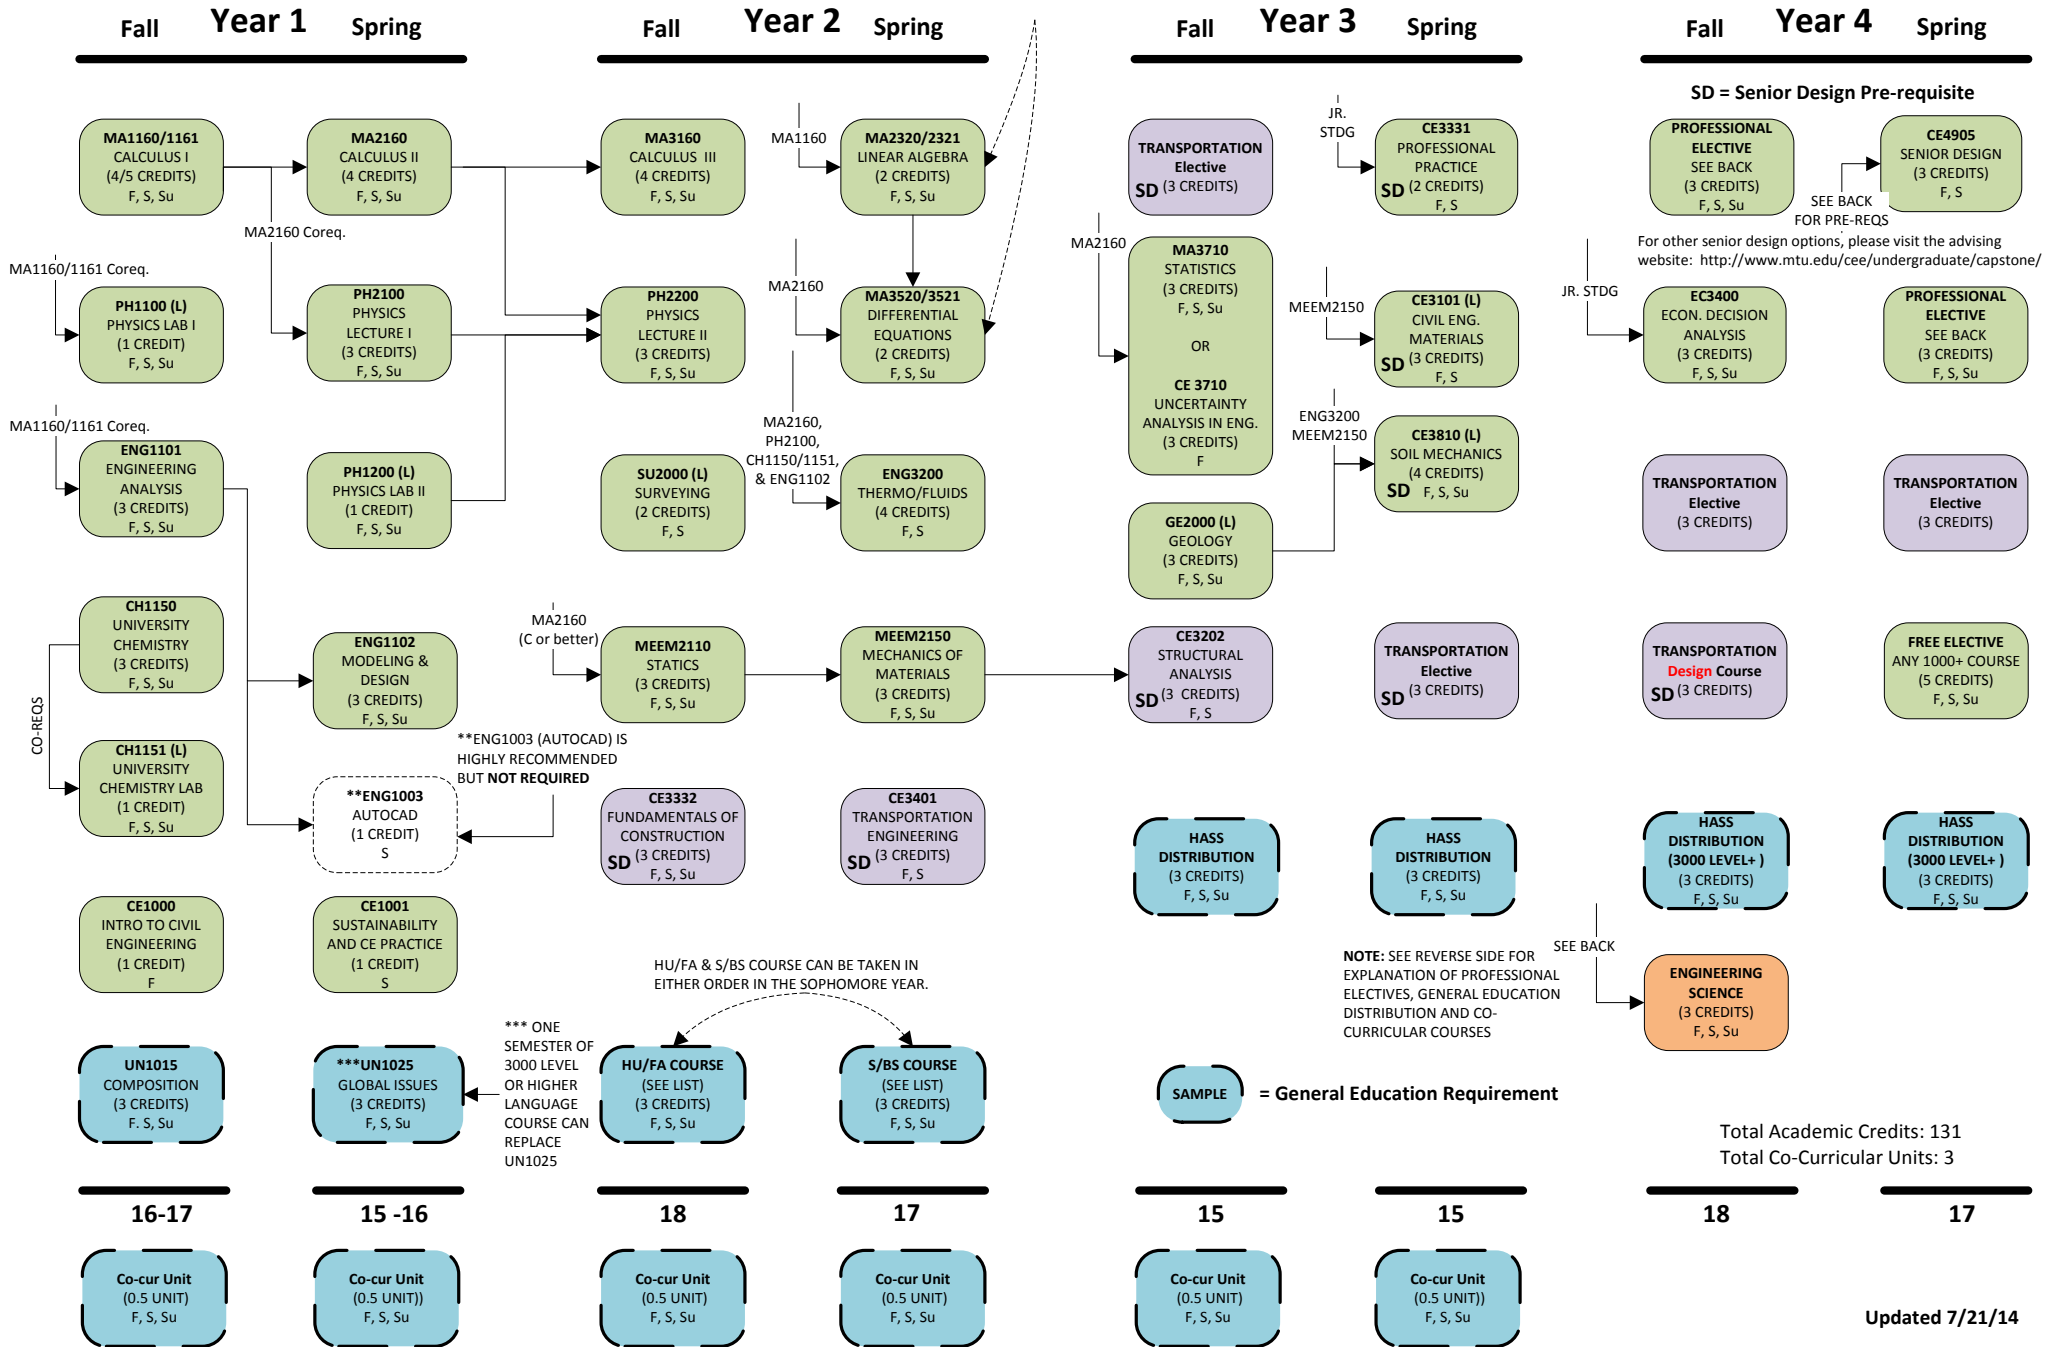 Year 1
Fall
Spring
Year 2
Fall
Spring
Year 3
Fall
Spring
Year 4
Fall
Spring
SD = Senior Design Pre-requisite
MA1160/1161
CALCULUS I
(4/5 CREDITS)
F, S, Su
MA2160
CALCULUS II
(4 CREDITS)
F, S, Su
MA3160
CALCULUS III
(4 CREDITS)
F, S, Su
MA1160
MA2320/2321
LINEAR ALGEBRA
(2 CREDITS)
F, S, Su
TRANSPORTATION
Elective
SD (3 CREDITS)
JR.
STDG
CE3331
PROFESSIONAL
PRACTICE
SD (2 CREDITS)
F, S
PROFESSIONAL
ELECTIVE
SEE BACK
(3 CREDITS)
F, S, Su
CE4905
SENIOR DESIGN
(3 CREDITS)
F, S
SEE BACK
FOR PRE-REQS
For other senior design options, please visit the advising
website: http://www.mtu.edu/cee/undergraduate/capstone/
MA1160/1161 Coreq.
PH1100 (L)
PHYSICS LAB I
(1 CREDIT)
F, S, Su
MA2160 Coreq.
PH2100
PHYSICS
LECTURE I
(3 CREDITS)
F, S, Su
PH2200
PHYSICS
LECTURE II
(3 CREDITS)
F, S, Su
MA2160
MA3520/3521
DIFFERENTIAL
EQUATIONS
(2 CREDITS)
F, S, Su
MA2160
MA3710
STATISTICS
(3 CREDITS)
F, S, Su
OR
CE 3710
UNCERTAINTY
ANALYSIS IN ENG.
(3 CREDITS)
F
MEEM2150
CE3101 (L)
CIVIL ENG.
MATERIALS
SD (3 CREDITS)
F, S
JR. STDG
EC3400
ECON. DECISION
ANALYSIS
(3 CREDITS)
F, S, Su
PROFESSIONAL
ELECTIVE
SEE BACK
(3 CREDITS)
F, S, Su
MA1160/1161 Coreq.
ENG1101
ENGINEERING
ANALYSIS
(3 CREDITS)
F, S, Su
PH1200 (L)
PHYSICS LAB II
(1 CREDIT)
F, S, Su
SU2000 (L)
SURVEYING
(2 CREDITS)
F, S
MA2160,
PH2100,
CH1150/1151,
& ENG1102
ENG3200
THERMO/FLUIDS
(4 CREDITS)
F, S
GE2000 (L)
GEOLOGY
(3 CREDITS)
F, S, Su
ENG3200
MEEM2150
CE3810 (L)
SOIL MECHANICS
(4 CREDITS)
SD F, S, Su
TRANSPORTATION
Elective
(3 CREDITS)
TRANSPORTATION
Elective
(3 CREDITS)
CO-REQS
CH1150
UNIVERSITY
CHEMISTRY
(3 CREDITS)
F, S, Su
ENG1102
MODELING &
DESIGN
(3 CREDITS)
F, S, Su
MA2160
(C or better)
MEEM2110
STATICS
(3 CREDITS)
F, S, Su
MEEM2150
MECHANICS OF
MATERIALS
(3 CREDITS)
F, S, Su
CE3202
STRUCTURAL
ANALYSIS
SD (3 CREDITS)
F, S
TRANSPORTATION
Elective
SD (3 CREDITS)
TRANSPORTATION
Design Course
SD (3 CREDITS)
FREE ELECTIVE
ANY 1000+ COURSE
(5 CREDITS)
F, S, Su
CH1151 (L)
UNIVERSITY
CHEMISTRY LAB
(1 CREDIT)
F, S, Su
**ENG1003
AUTOCAD
(1 CREDIT)
S
**ENG1003 (AUTOCAD) IS
HIGHLY RECOMMENDED
BUT NOT REQUIRED
CE3332
FUNDAMENTALS OF
CONSTRUCTION
SD (3 CREDITS)
F, S, Su
CE3401
TRANSPORTATION
ENGINEERING
SD (3 CREDITS)
F, S
HASS
DISTRIBUTION
(3 CREDITS)
F, S, Su
HASS
DISTRIBUTION
(3 CREDITS)
F, S, Su
HASS
DISTRIBUTION
(3000 LEVEL+ )
(3 CREDITS)
F, S, Su
HASS
DISTRIBUTION
(3000 LEVEL+ )
(3 CREDITS)
F, S, Su
CE1000
INTRO TO CIVIL
ENGINEERING
(1 CREDIT)
F
CE1001
SUSTAINABILITY
AND CE PRACTICE
(1 CREDIT)
S
HU/FA & S/BS COURSE CAN BE TAKEN IN
EITHER ORDER IN THE SOPHOMORE YEAR.
NOTE: SEE REVERSE SIDE FOR
EXPLANATION OF PROFESSIONAL
ELECTIVES, GENERAL EDUCATION
DISTRIBUTION AND CO-
CURRICULAR COURSES
SEE BACK
ENGINEERING
SCIENCE
(3 CREDITS)
F, S, Su
UN1015
COMPOSITION
(3 CREDITS)
F. S, Su
***UN1025
GLOBAL ISSUES
(3 CREDITS)
F, S, Su
*** ONE
SEMESTER OF
3000 LEVEL
OR HIGHER
LANGUAGE
COURSE CAN
REPLACE
UN1025
HU/FA COURSE
(SEE LIST)
(3 CREDITS)
F, S, Su
S/BS COURSE
(SEE LIST)
(3 CREDITS)
F, S, Su
SAMPLE
= General Education Requirement
Total Academic Credits: 131
Total Co-Curricular Units: 3
16-17
15 -16
18
17
15
15
18
17
Co-cur Unit
(0.5 UNIT)
F, S, Su
Co-cur Unit
(0.5 UNIT))
F, S, Su
Co-cur Unit
(0.5 UNIT)
F, S, Su
Co-cur Unit
(0.5 UNIT)
F, S, Su
Co-cur Unit
(0.5 UNIT)
F, S, Su
Co-cur Unit
(0.5 UNIT))
F, S, Su
Updated 7/21/14